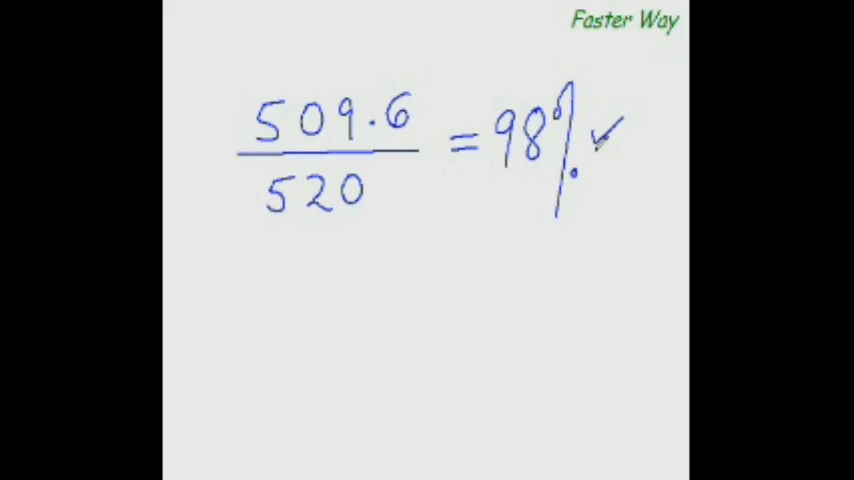 Faster Way
509.6
= 98%. ✓
520